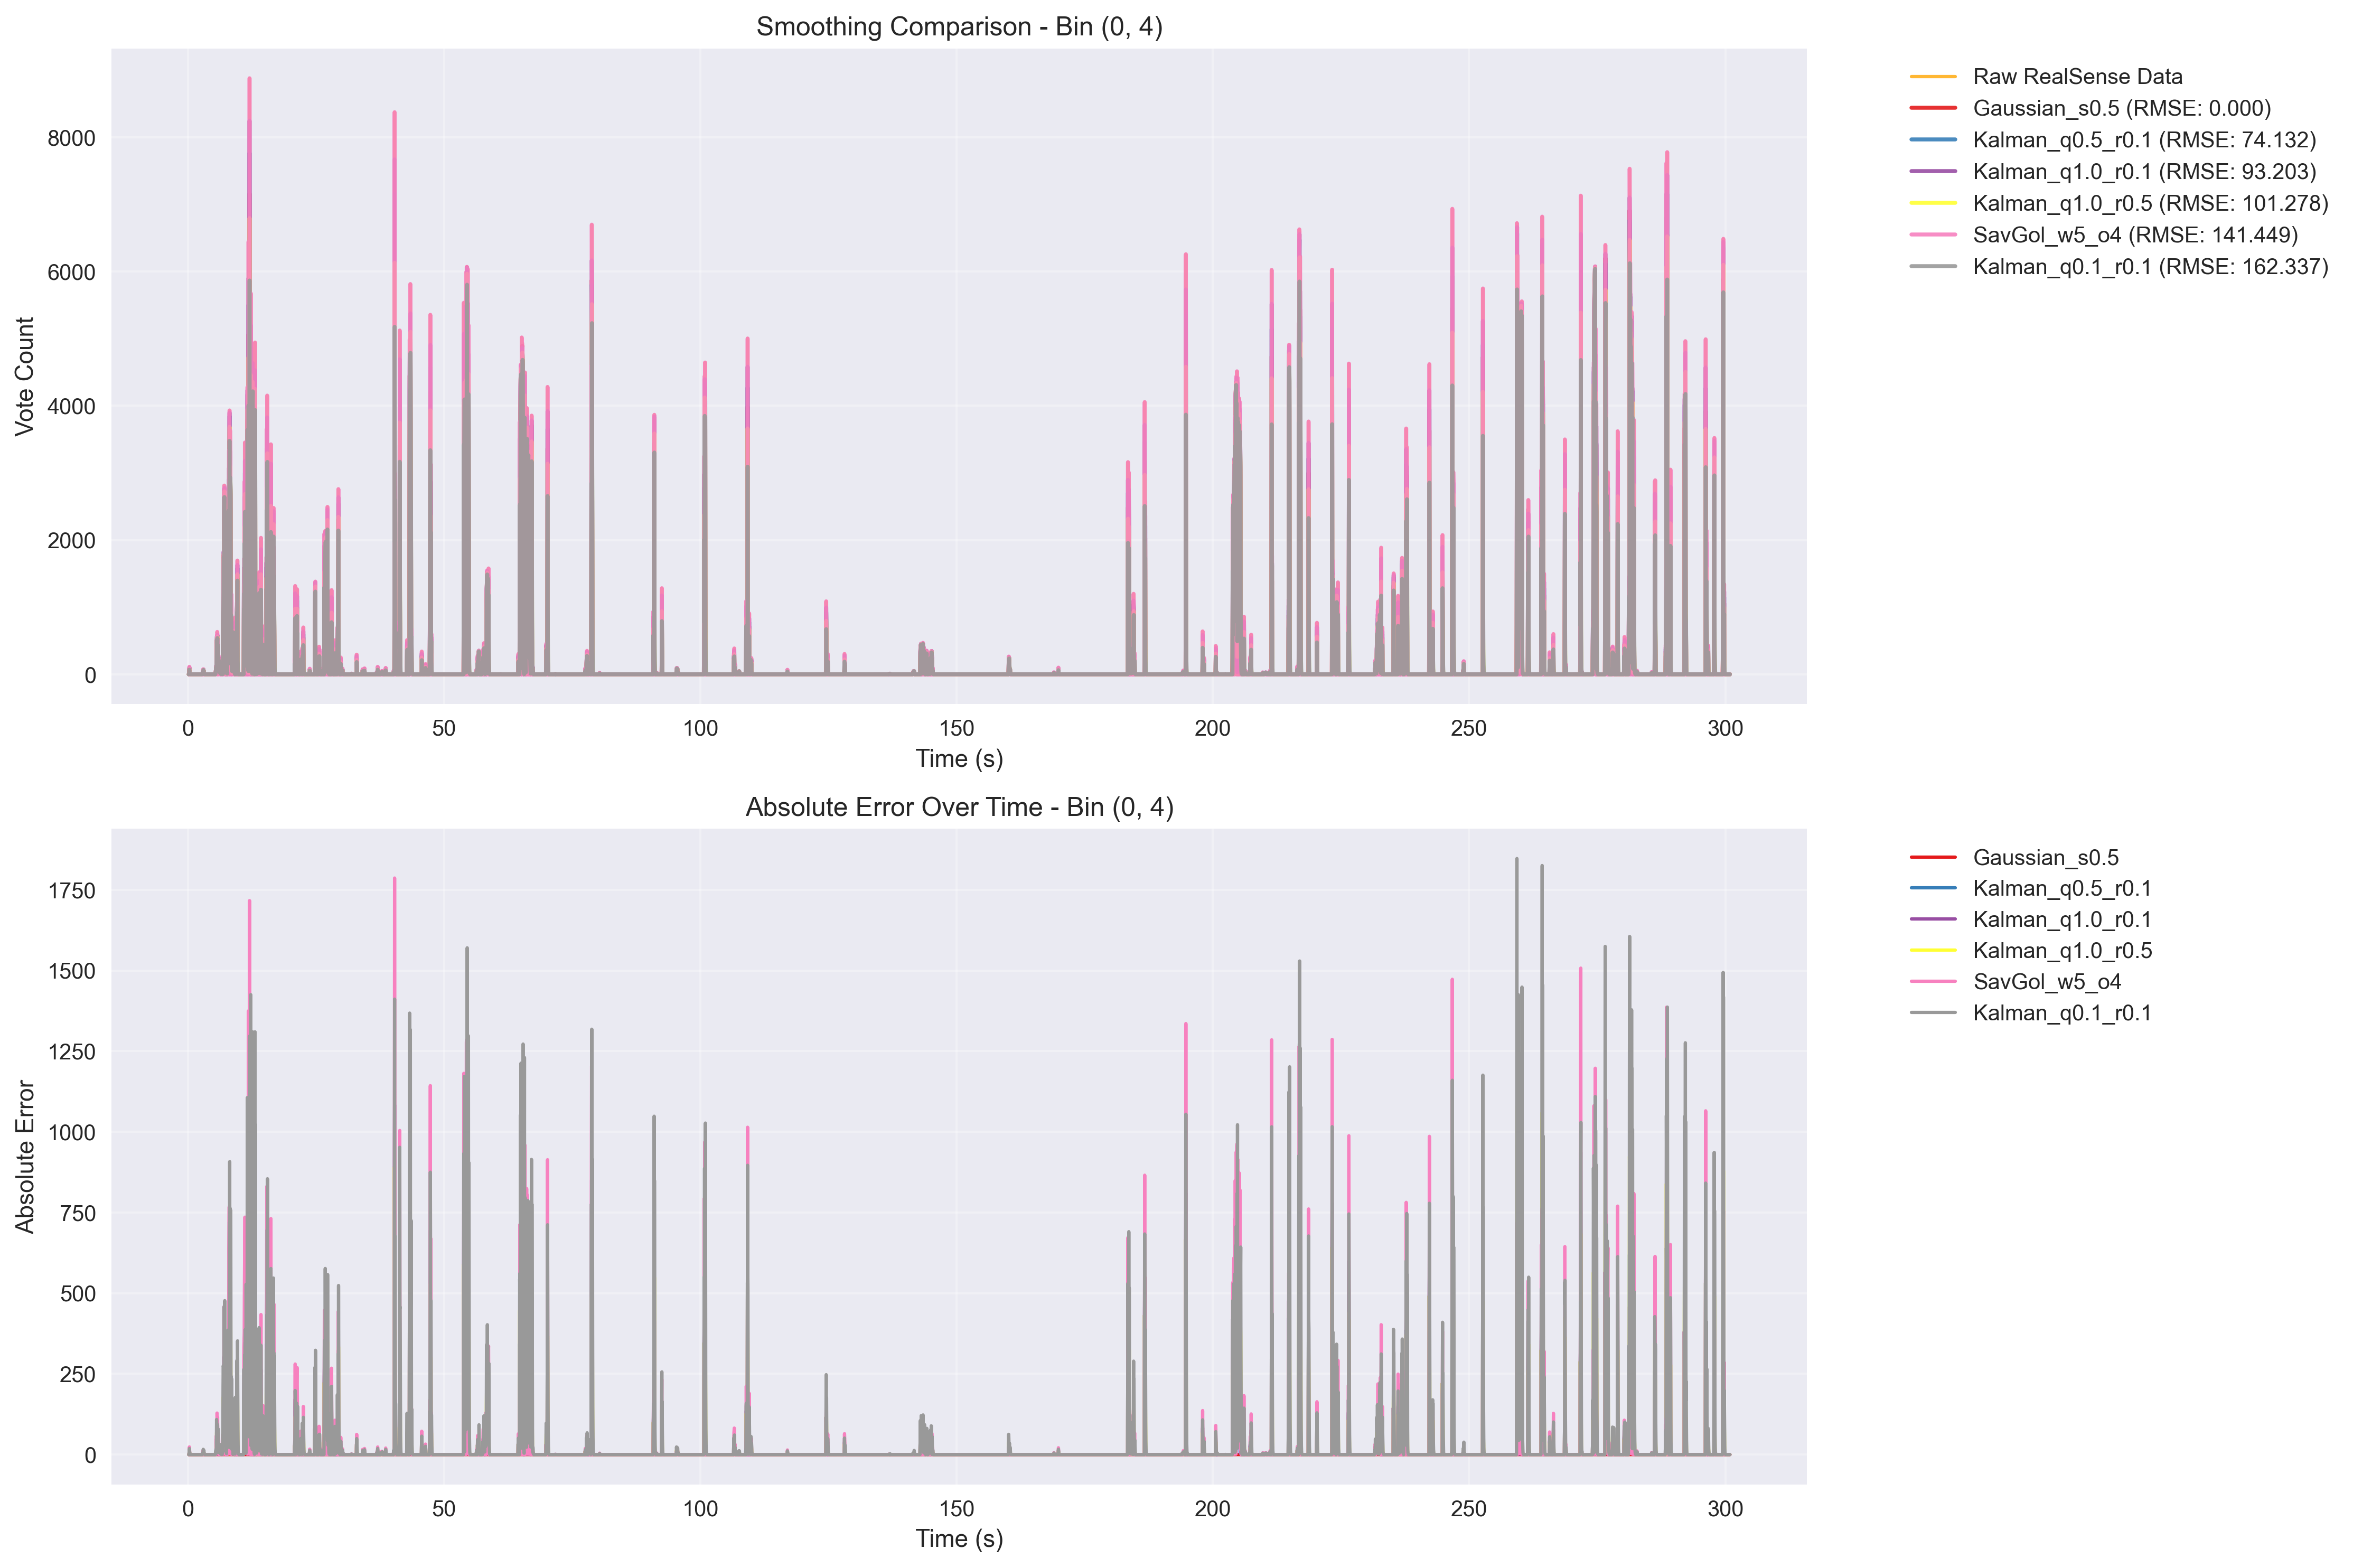 Smoothing Comparison - Bin (0, 4)
Vote Count
8000
6000
4000
2000
0
0 50 100 150 200 250 300
Time (s)
Raw RealSense Data
Gaussian_s0.5 (RMSE: 0.000)
Kalman_q0.5_r0.1 (RMSE: 74.132)
Kalman_q1.0_r0.1 (RMSE: 93.203)
Kalman_q1.0_r0.5 (RMSE: 101.278)
SavGol_w5_o4 (RMSE: 141.449)
Kalman_q0.1_r0.1 (RMSE: 162.337)
Absolute Error Over Time - Bin (0, 4)
Absolute Error
1750
1500
1250
1000
750
500
250
0
0 50 100 150 200 250 300
Time (s)
Gaussian_s0.5
Kalman_q0.5_r0.1
Kalman_q1.0_r0.1
Kalman_q1.0_r0.5
SavGol_w5_o4
Kalman_q0.1_r0.1